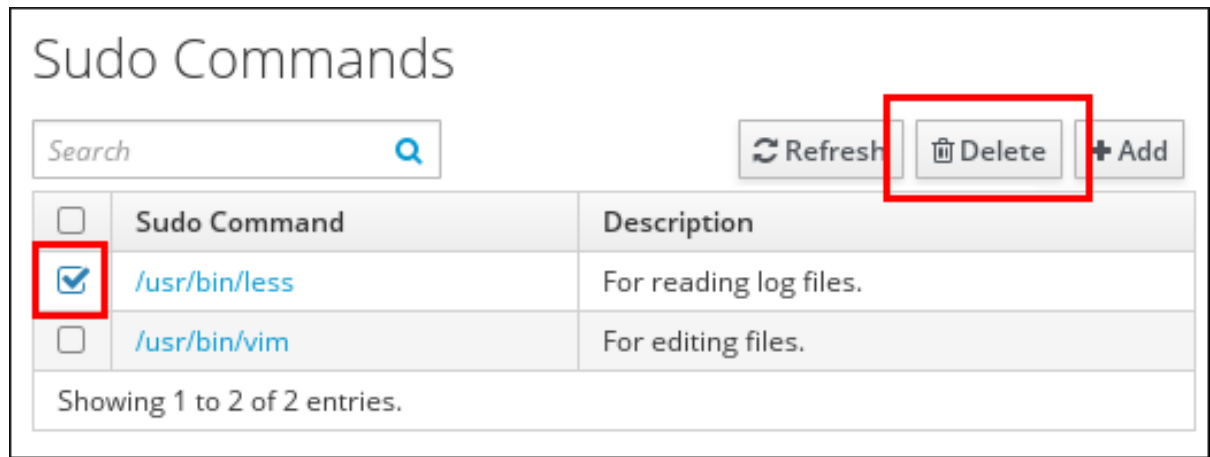 Sudo Commands
Search Refresh Delete Add
Sudo Command Description
/usr/bin/less For reading log files.
/usr/bin/vim For editing files.
Showing 1 to 2 of 2 entries.